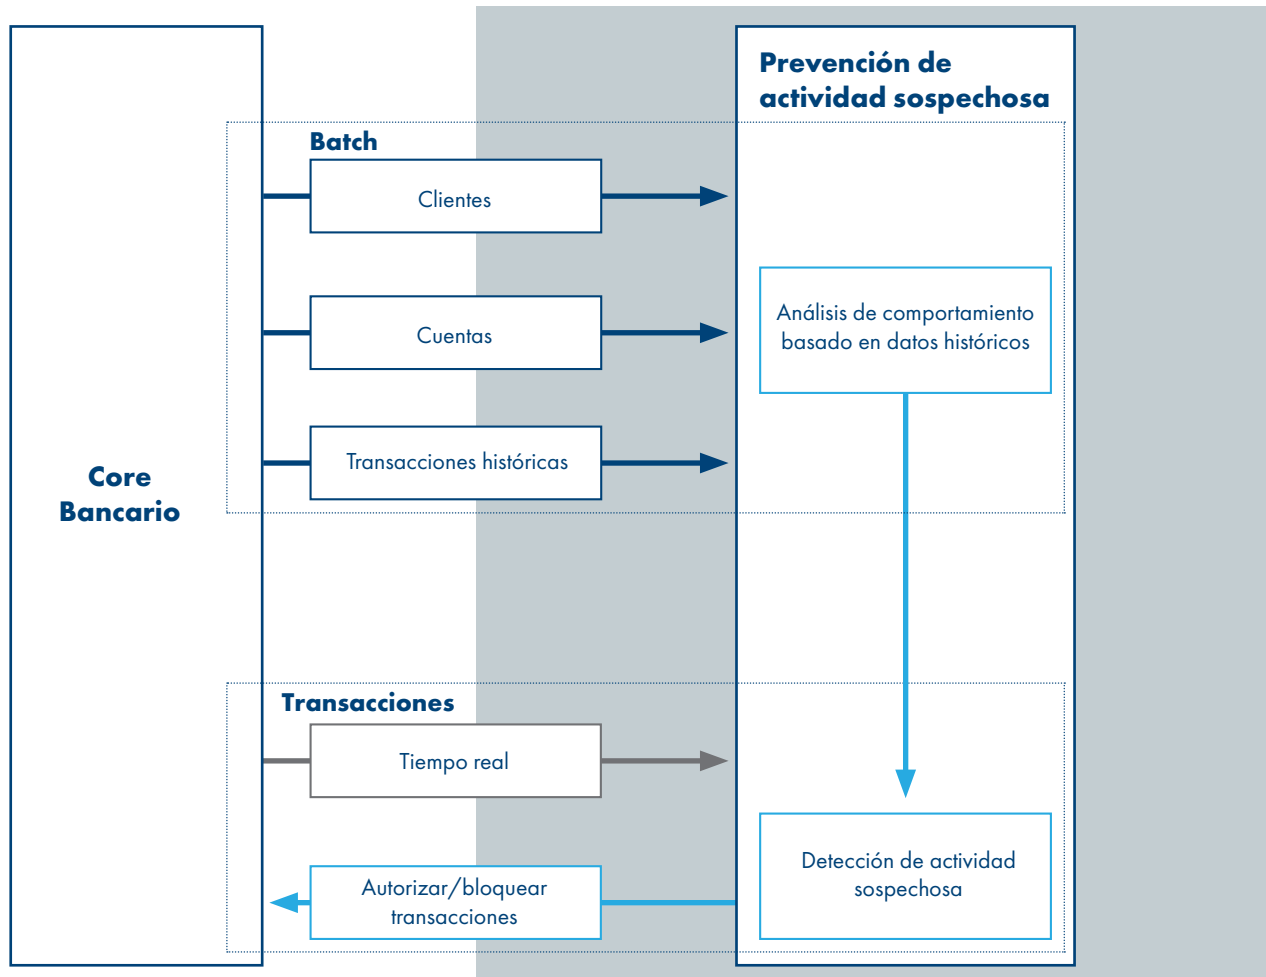 Prevención de
actividad sospechosa
Batch
Clientes
Cuentas
Transacciones históricas
Análisis de comportamiento
basado en datos históricos
Core
Bancario
Transacciones
Tiempo real
Autorizar/bloquear
transacciones
Detección de actividad
sospechosa